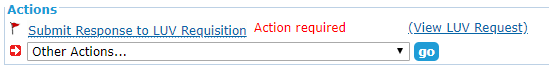 Actions
Submit Response to LUV Requisition Action required (View LUV Request)
Other Actions... go